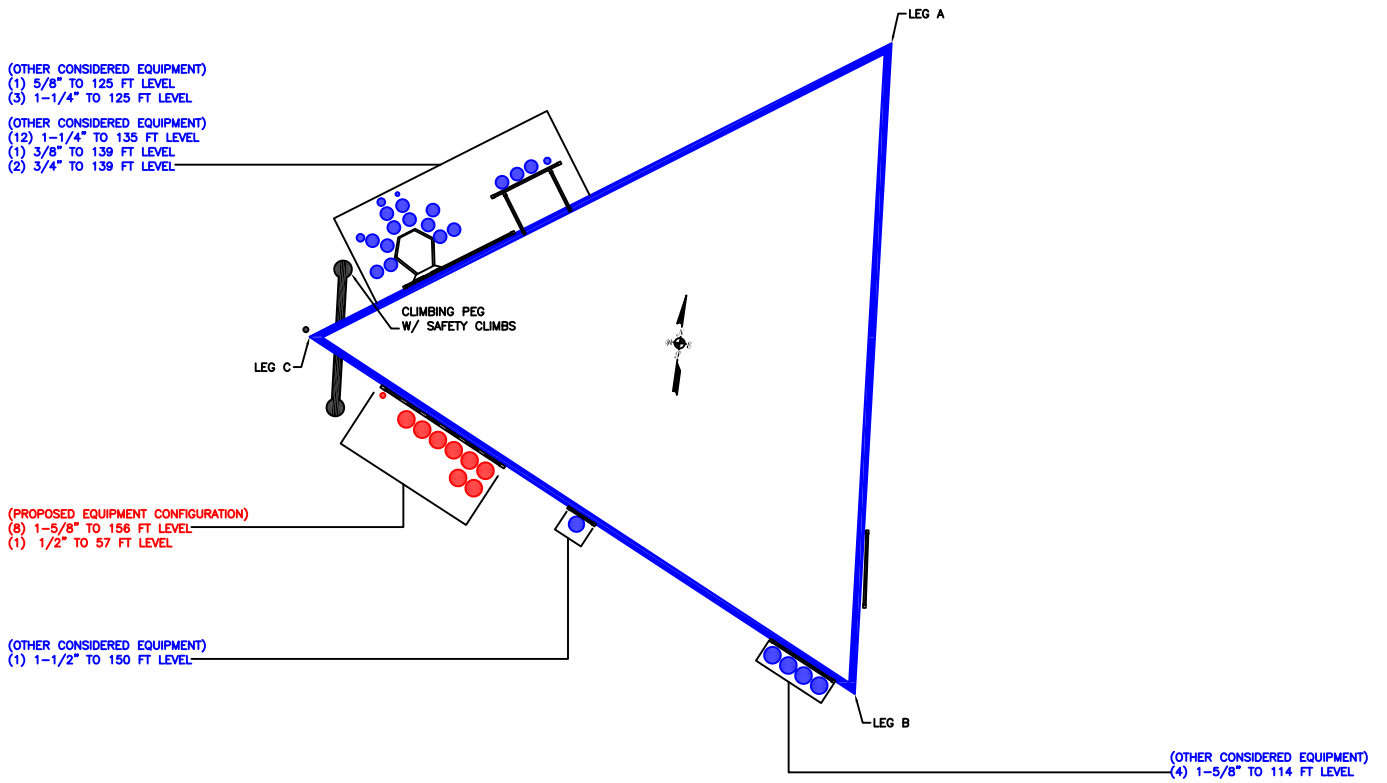 LEG A
(OTHER CONSIDERED EQUIPMENT)
(1) 5/8" TO 125 FT LEVEL
(3) 1-1/4" TO 125 FT LEVEL
(OTHER CONSIDERED EQUIPMENT)
(12) 1-1/4" TO 135 FT LEVEL
(1) 3/8" TO 139 FT LEVEL
(2) 3/4" TO 139 FT LEVEL
CLIMBING PEG
W/ SAFETY CLIMBS
N
W E
S
LEG C
(PROPOSED EQUIPMENT CONFIGURATION)
(8) 1-5/8" TO 156 FT LEVEL
(1) 1/2" TO 57 FT LEVEL
(OTHER CONSIDERED EQUIPMENT)
(1) 1-1/2" TO 150 FT LEVEL
LEG B
(OTHER CONSIDERED EQUIPMENT)
(4) 1-5/8" TO 114 FT LEVEL